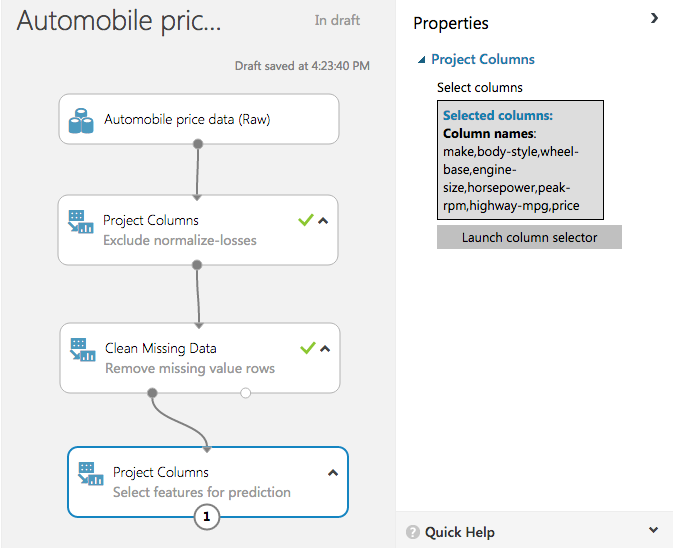 Automobile pric...
In draft
Draft saved at 4:23:40 PM
Automobile price data (Raw)
Project Columns
Exclude normalize-losses
Clean Missing Data
Remove missing value rows
Project Columns
Select features for prediction
1
Properties
Project Columns
Select columns
Selected columns:
Column names:
make,body-style,wheel-
base,engine-
size,horsepower,peak-
rpm,highway-mpg,price
Launch column selector
? Quick Help